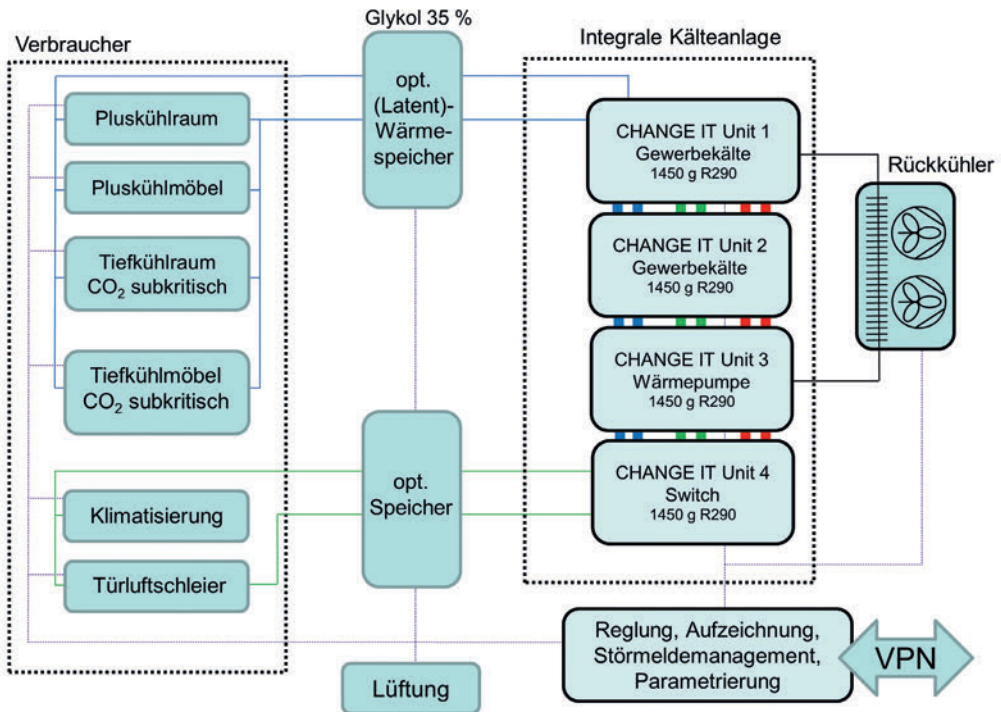 Glykol 35 %
Verbraucher
Integrale Kälteanlage
opt.
(Latent)-
Wärme-
speicher
Pluskühlraum
Pluskühlmöbel
Tiefkühlraum
CO₂ subkritisch
Tiefkühlmöbel
CO₂ subkritisch
Klimatisierung
Türluftschleier
opt.
Speicher
Lüftung
CHANGE IT Unit 1
Gewerbekälte
1450 g R290
CHANGE IT Unit 2
Gewerbekälte
1450 g R290
CHANGE IT Unit 3
Wärmepumpe
1450 g R290
CHANGE IT Unit 4
Switch
1450 g R290
Rückkühler
Reglung, Aufzeichnung,
Störmeldemanagement,
Parametrierung
VPN